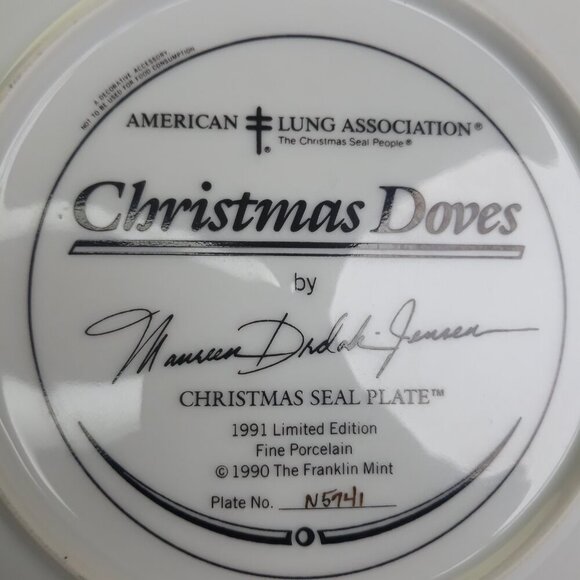 A DECORATIVE ACCESSORY
NOT TO BE USED FOR FOOD CONSUMPTION
AMERICAN LUNG ASSOCIATION®
The Christmas Seal People®
Christmas Doves
by
Maureen Drdak-Jensen
CHRISTMAS SEAL PLATE™
1991 Limited Edition
Fine Porcelain
© 1990 The Franklin Mint
Plate No. N5741